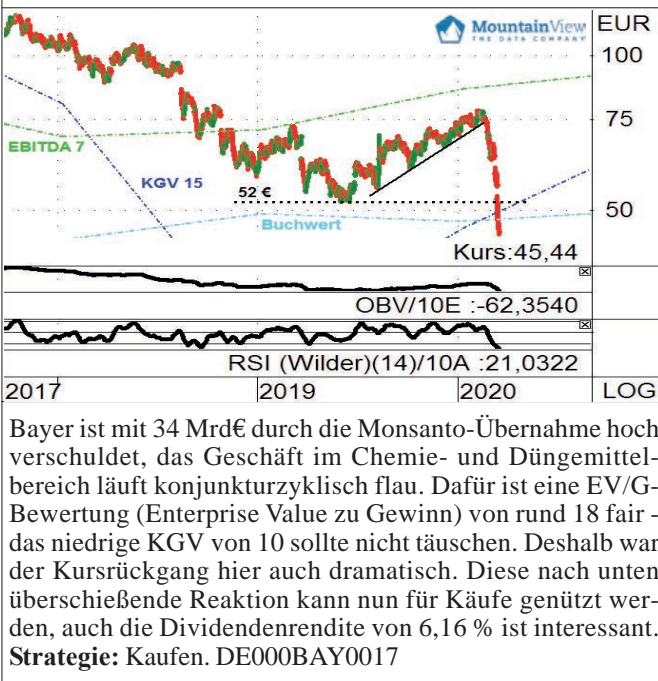 MountainView EUR
THE DATA COMPANY
100
75
EBITDA 7
KGV 15
52 €
50
Buchwert
Kurs:45,44
OBV/10E :-62,3540
RSI (Wilder)(14)/10A :21,0322
2017 2019 2020 LOG
Bayer ist mit 34 Mrd€ durch die Monsanto-Übernahme hoch
verschuldet, das Geschäft im Chemie- und Düngemittel-
bereich läuft konjunkturzyklisch flau. Dafür ist eine EV/G-
Bewertung (Enterprise Value zu Gewinn) von rund 18 fair -
das niedrige KGV von 10 sollte nicht täuschen. Deshalb war
der Kursrückgang hier auch dramatisch. Diese nach unten
überschießende Reaktion kann nun für Käufe genützt wer-
den, auch die Dividendenrendite von 6,16 % ist interessant.
Strategie: Kaufen. DE000BAY0017